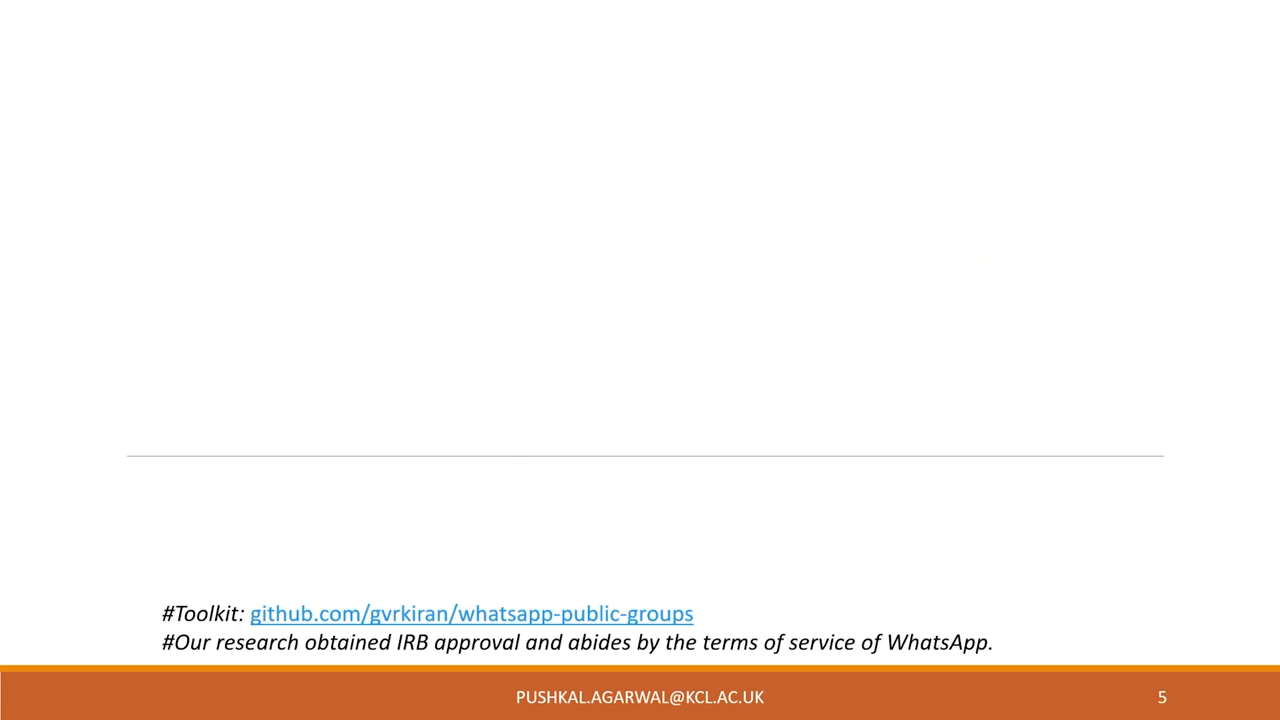 #Toolkit: github.com/gvrkiran/whatsapp-public-groups
#Our research obtained IRB approval and abides by the terms of service of WhatsApp.
PUSHKAL.AGARWAL@KCL.AC.UK
5